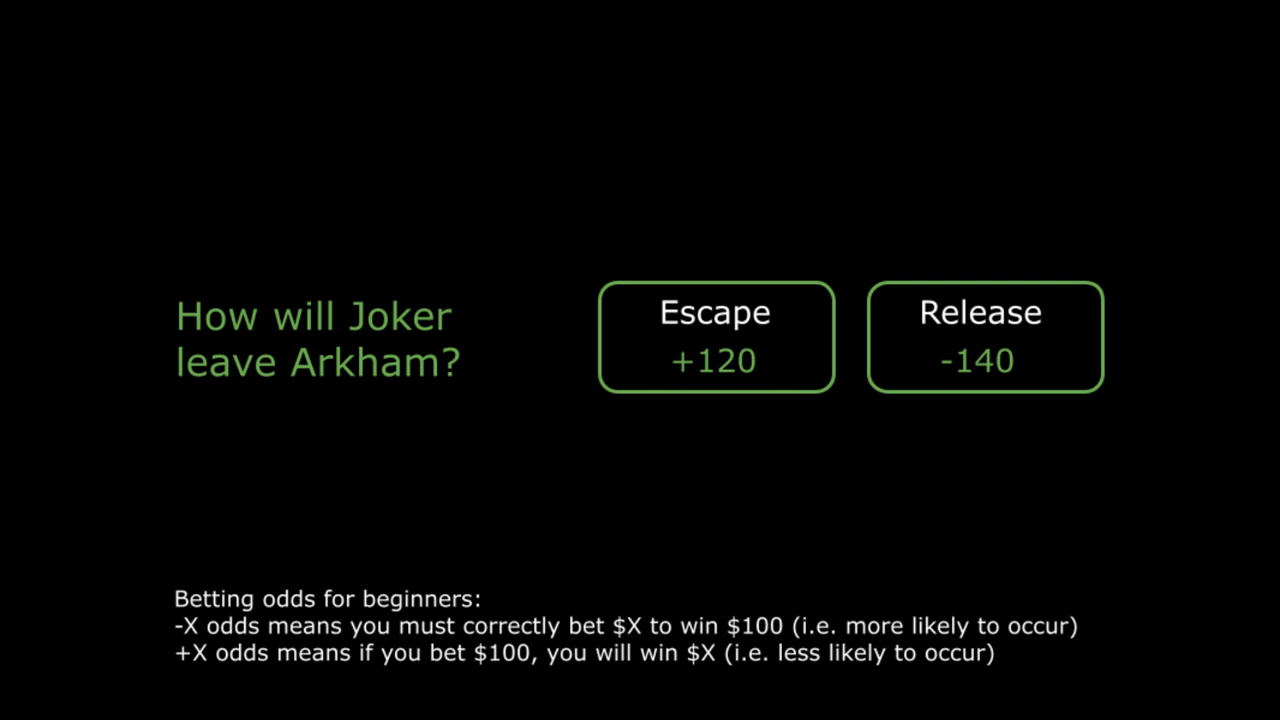 How will Joker
leave Arkham?
Escape
+120
Release
-140
Betting odds for beginners:
-X odds means you must correctly bet $X to win $100 (i.e. more likely to occur)
+X odds means if you bet $100, you will win $X (i.e. less likely to occur)